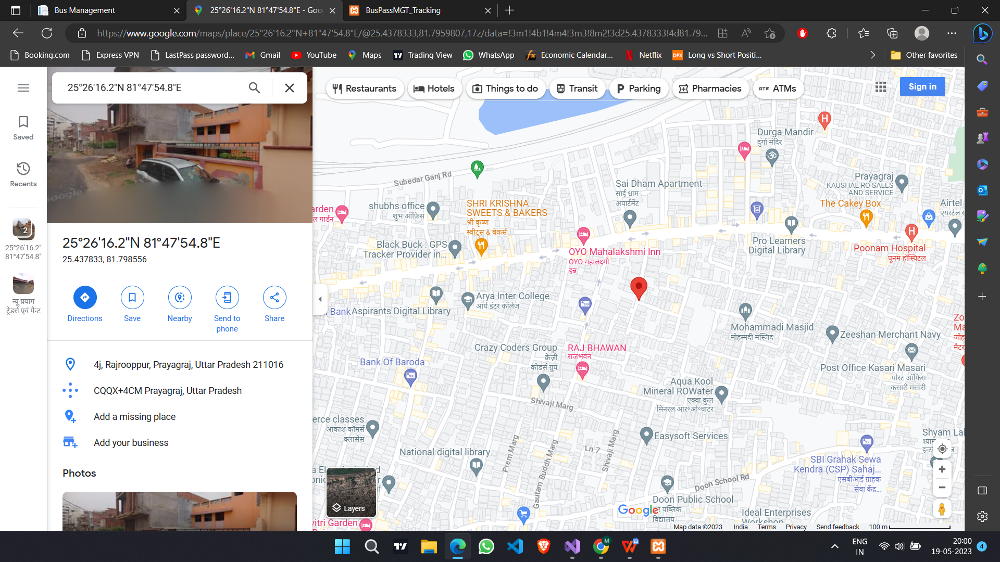 Bus Management
25°26'16.2"N 81°47'54.8"E - Goo
BusPassMGT_Tracking
https://www.google.com/maps/place/25°26'16.2"N+81°47'54.8"E/@25.4378333,81.7959807,17z/data=!3m1!4b1!4m4!3m3!8m2!3d25.4378333!4d81.79...
Booking.com
Express VPN
LastPass password...
Gmail
YouTube
Maps
Trading View
WhatsApp
Economic Calendar...
Netflix
Long vs Short Positi...
Other favorites
25°26'16.2"N 81°47'54.8"E
Saved
Recents
2
25°26'16.2"
81°47'54.8"
न्यू प्रयाग
ट्रेडर्स एवं पैन्ट
Google
25°26'16.2"N 81°47'54.8"E
25.437833, 81.798556
Directions
Save
Nearby
Send to
phone
Share
4j, Rajrooppur, Prayagraj, Uttar Pradesh 211016
CQQX+4CM Prayagraj, Uttar Pradesh
Add a missing place
Add your business
Photos
Restaurants
Hotels
Things to do
Transit
Parking
Pharmacies
ATMs
Sign in
Durga Mandir
दुर्गा मंदिर
Subedar Ganj Rd
Sai Dham Apartment
साई धाम
अपार्टमेंट
Prayagraj
KAUSHAL RO SALES
AND SERVICE
The Cakey Box
Airtel
shubhs office
शुभ ऑफिस
SHRI KRISHNA
SWEETS & BAKERS
श्री कृष्ण
स्वीट्स & बेकर्स
arden
ल गार्डन
Black Buck : GPS
Tracker Provider in...
OYO Mahalakshmi Inn
OYO महालक्ष्मी
इन्न
Pro Learners
Digital Library
Poonam Hospital
पूनम हॉस्पिटल
Arya Inter College
आर्य इंटर कॉलेज
Bank
Aspirants Digital Library
Mohammadi Masjid
मोहम्मदी मस्जिद
Zeeshan Merchant Navy
Crazy Coders Group
क्रेज़ी
कोडर्स ग्रुप
RAJ BHAWAN
राजभवन
Bank Of Baroda
Post Office Kasari Masari
पोस्ट ऑफिस
कसारी मसारी
Aqua Kool
Mineral ROWater
एक्वा कुल
मिनरल आर॰ओ॰वाटर
Shivaji Marg
erce classes
आकाश कॉमर्स
क्लासेस
Easysoft Services
Ln 7
Shivaji Marg
Prem Marg
Gautam Buddh Marg
National digital library
SBI Grahak Sewa
Kendra (CSP) Sahaj...
एसबीआई ग्राहक
सेवा केंद्र...
Doon School Rd
Doon Public School
पब्लिक
विद्यालय
Ideal Enterprises
Workshop
vitri Garden
Layers
Google
Map data ©2023
India
Terms
Privacy
Send feedback
100 m
ENG
IN
20:00
19-05-2023
4